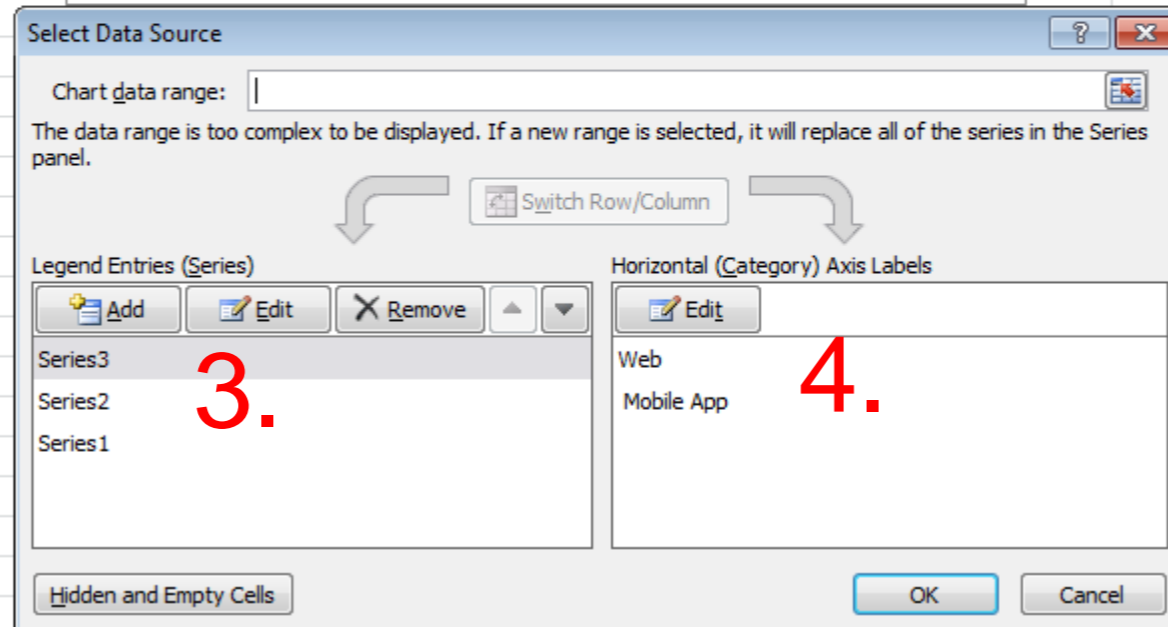 Select Data Source
?
Chart data range:
The data range is too complex to be displayed. If a new range is selected, it will replace all of the series in the Series
panel.
Switch Row/Column
Legend Entries (Series)
Horizontal (Category) Axis Labels
Add Edit Remove
Edit
Series3
Series2
Series1
3.
Web
Mobile App
4.
Hidden and Empty Cells
OK Cancel